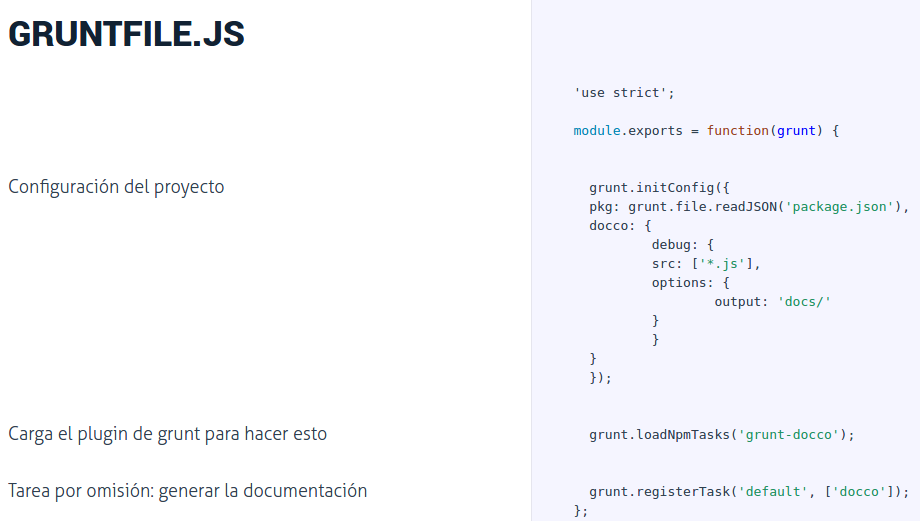 GRUNTFILE.JS
'use strict';
module.exports = function(grunt) {
Configuración del proyecto
grunt.initConfig({
pkg: grunt.file.readJSON('package.json'),
docco: {
debug: {
src: ['*.js'],
options: {
output: 'docs/'
}
}
}
});
Carga el plugin de grunt para hacer esto
grunt.loadNpmTasks('grunt-docco');
Tarea por omisión: generar la documentación
grunt.registerTask('default', ['docco']);
};